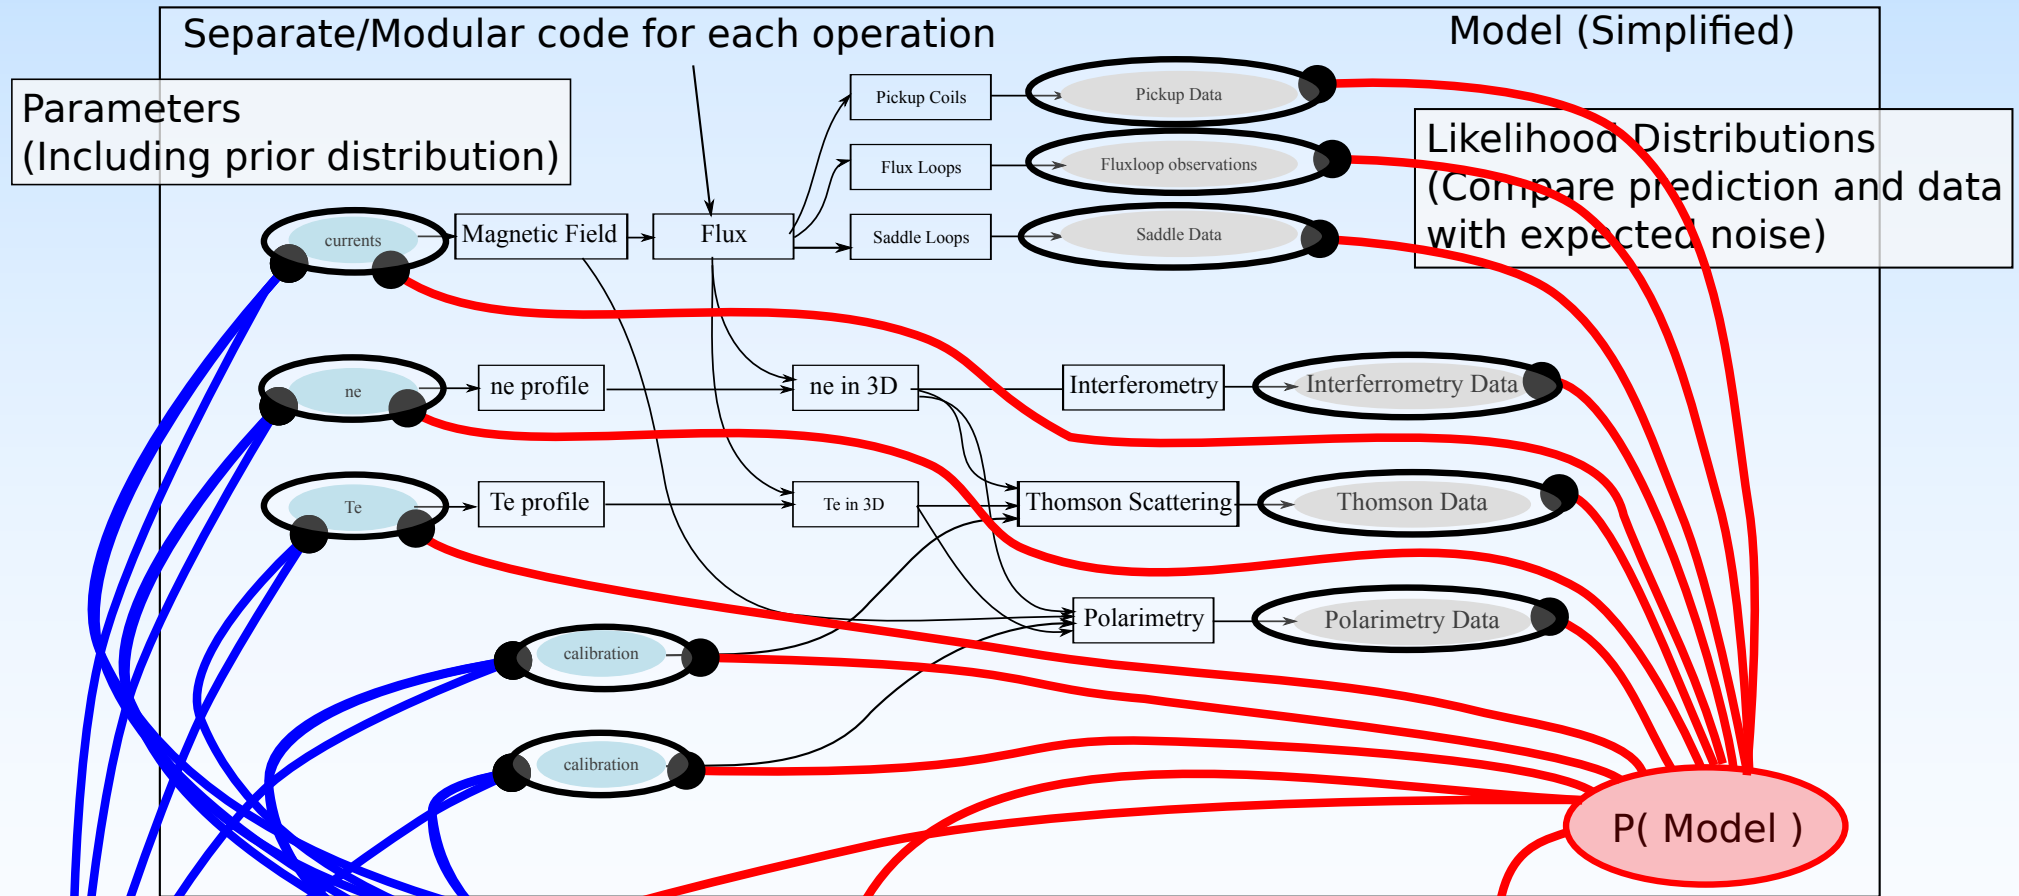 Separate/Modular code for each operation
Model (Simplified)
Parameters
(Including prior distribution)
Likelihood Distributions
(Compare prediction and data
with expected noise)
Pickup Coils
Pickup Data
Flux Loops
Fluxloop observations
currents
Magnetic Field
Flux
Saddle Loops
Saddle Data
ne
ne profile
ne in 3D
Interferometry
Interferrometry Data
Te
Te profile
Te in 3D
Thomson Scattering
Thomson Data
Polarimetry
Polarimetry Data
calibration
calibration
P( Model )